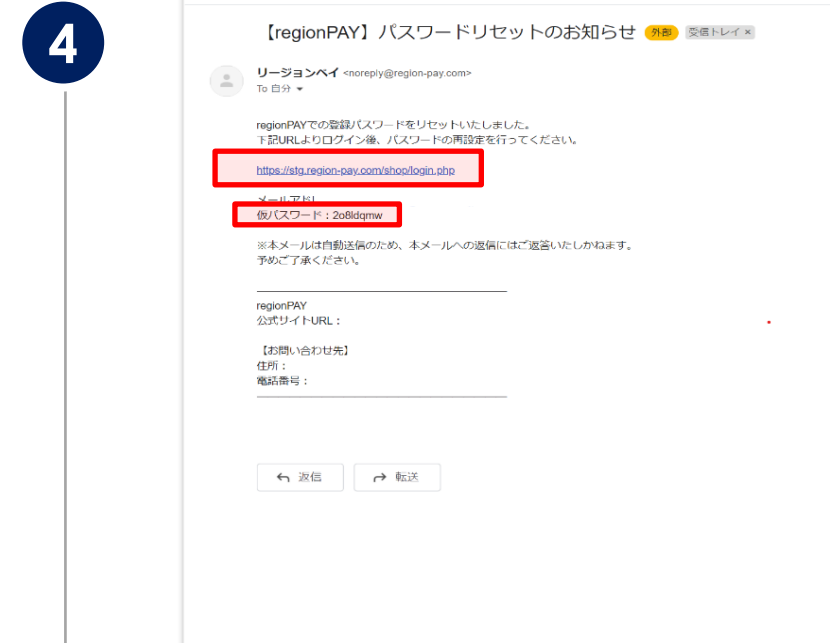 4
【regionPAY】パスワードリセットのお知らせ 外部 受信トレイ ×
リージョンペイ <noreply@region-pay.com>
To 自分
regionPAYでの登録パスワードをリセットいたしました。
下記URLよりログイン後、パスワードの再設定を行ってください。
https://stg.region-pay.com/shop/login.php
メールアドレ
仮パスワード：2o8ldqmw
※本メールは自動送信のため、本メールへの返信にはご返答いたしかねます。
予めご了承ください。
regionPAY
公式サイトURL：
【お問い合わせ先】
住所：
電話番号：
返信 転送